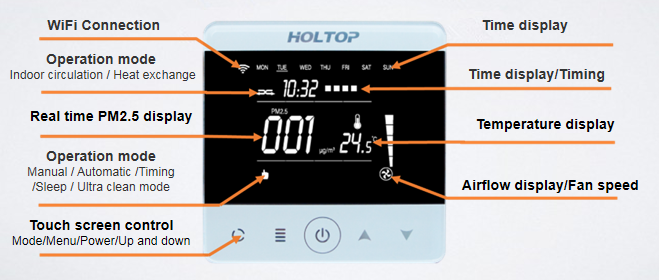 WiFi Connection
Operation mode
Indoor circulation / Heat exchange
Real time PM2.5 display
Operation mode
Manual / Automatic /Timing
/Sleep / Ultra clean mode
Touch screen control
Mode/Menu/Power/Up and down
HOLTOP
MON TUE WED THU FRI SAT SUN
10:32
PM2.5
001 μg/m³ 24.5 °C
Time display
Time display/Timing
Temperature display
Airflow display/Fan speed